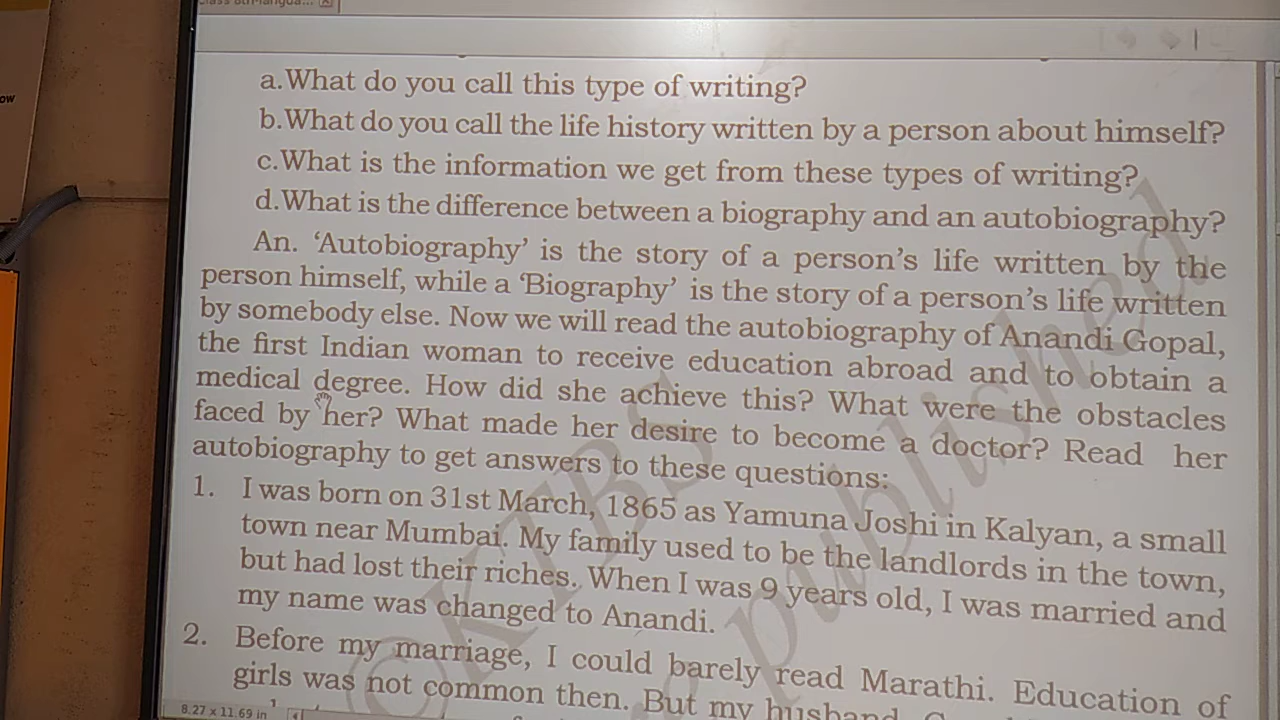 a.What do you call this type of writing?
b.What do you call the life history written by a person about himself?
c.What is the information we get from these types of writing?
d.What is the difference between a biography and an autobiography?
An. ‘Autobiography’ is the story of a person’s life written by the
person himself, while a ‘Biography’ is the story of a person’s life written
by somebody else. Now we will read the autobiography of Anandi Gopal,
the first Indian woman to receive education abroad and to obtain a
medical degree. How did she achieve this? What were the obstacles
faced by her? What made her desire to become a doctor? Read her
autobiography to get answers to these questions:
1. I was born on 31st March, 1865 as Yamuna Joshi in Kalyan, a small
town near Mumbai. My family used to be the landlords in the town,
but had lost their riches. When I was 9 years old, I was married and
my name was changed to Anandi.
2. Before my marriage, I could barely read Marathi. Education of
girls was not common then. But my husband,
8.27 x 11.69 in
©KTBS
published